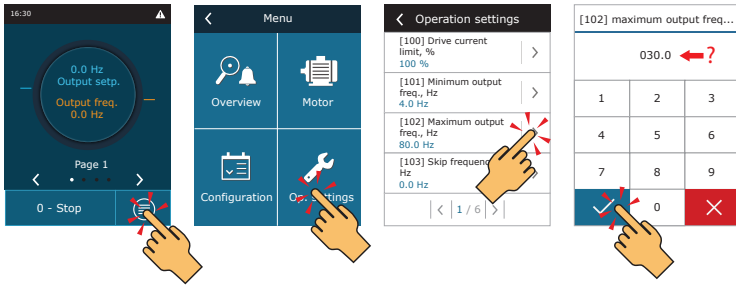 16:30
0.0 Hz
Output setp.
Output freq.
0.0 Hz
Page 1
0 - Stop
Menu
Overview
Motor
Configuration
Op. settings
Operation settings
[100] Drive current
limit, %
100 %
[101] Minimum output
freq., Hz
4.0 Hz
[102] Maximum output
freq., Hz
80.0 Hz
[103] Skip frequency,
Hz
0.0 Hz
1 / 6
[102] maximum output freq...
030.0 ?
1 2 3
4 5 6
7 8 9
0